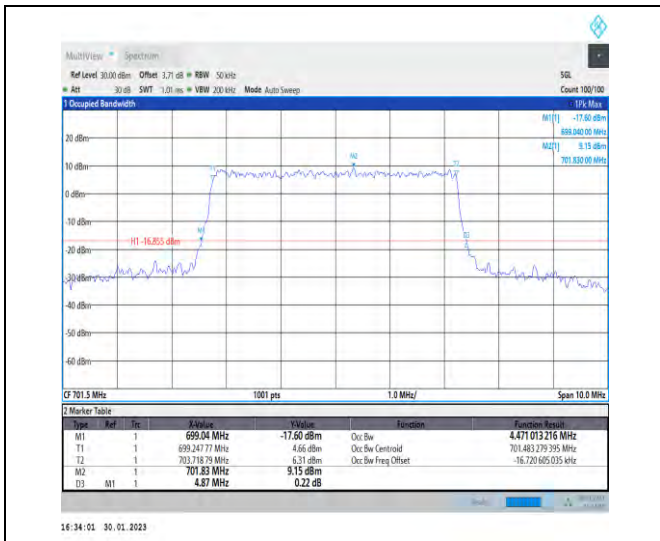 MultiView Spectrum
Ref Level 30.00 dBm Offset 3.71 dB RBW 50 kHz SGL
Att 30 dB SWT 1.01 ms VBW 200 kHz Mode Auto Sweep Count 100/100
1 Occupied Bandwidth 1Pk Max
M1[1] -17.60 dBm
699.040 00 MHz
M2[1] 9.15 dBm
701.830 00 MHz
20 dBm
M2
10 dBm
T1 T2
0 dBm
-10 dBm
M1 D3
H1 -16.855 dBm
-20 dBm
-30 dBm
-40 dBm
-50 dBm
-60 dBm
CF 701.5 MHz 1001 pts 1.0 MHz/ Span 10.0 MHz
2 Marker Table
Type Ref Trc X-Value Y-Value Function Function Result
M1 1 699.04 MHz -17.60 dBm Occ Bw 4.471 013 216 MHz
T1 1 699.247 77 MHz 4.66 dBm Occ Bw Centroid 701.483 279 395 MHz
T2 1 703.718 79 MHz 6.31 dBm Occ Bw Freq Offset -16.720 605 035 kHz
M2 1 701.83 MHz 9.15 dBm
D3 M1 1 4.87 MHz 0.22 dB
16:34:01 30.01.2023